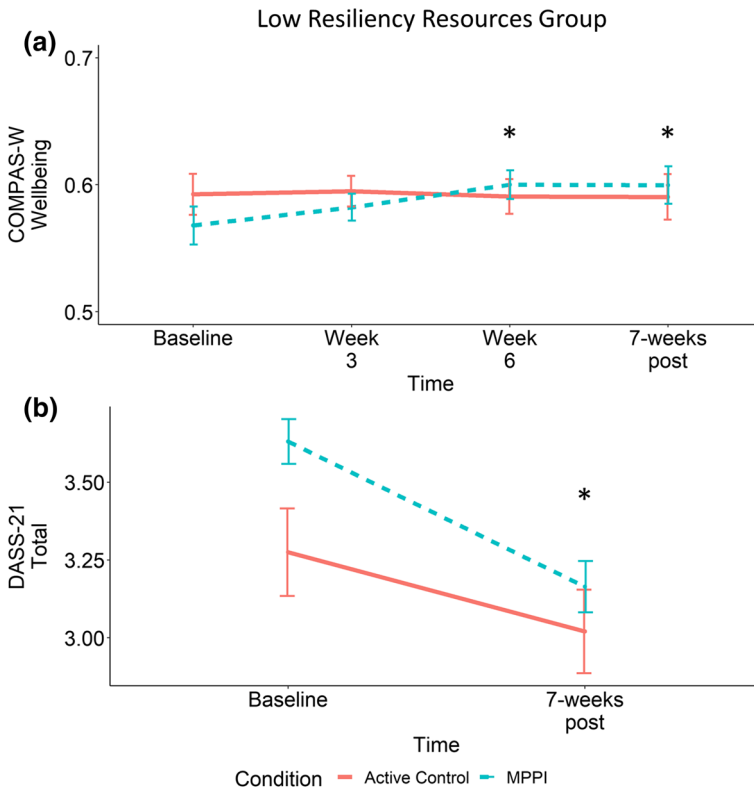 Low Resiliency Resources Group
(a)
COMPAS-W
Wellbeing
0.7
0.6
0.5
*
*
Baseline
Week
3
Week
6
7-weeks
post
Time
(b)
DASS-21
Total
3.50
3.25
3.00
*
Baseline
7-weeks
post
Time
Condition Active Control MPPI